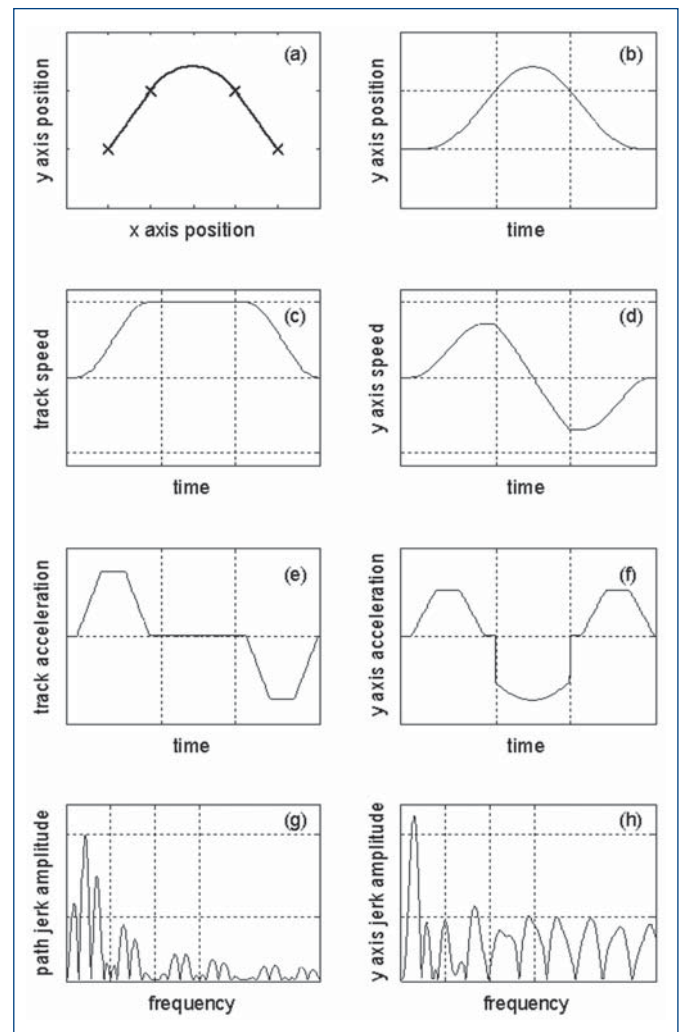 (a)
y axis position
x axis position
(b)
y axis position
time
(c)
track speed
time
(d)
y axis speed
time
(e)
track acceleration
time
(f)
y axis acceleration
time
(g)
path jerk amplitude
frequency
(h)
y axis jerk amplitude
frequency